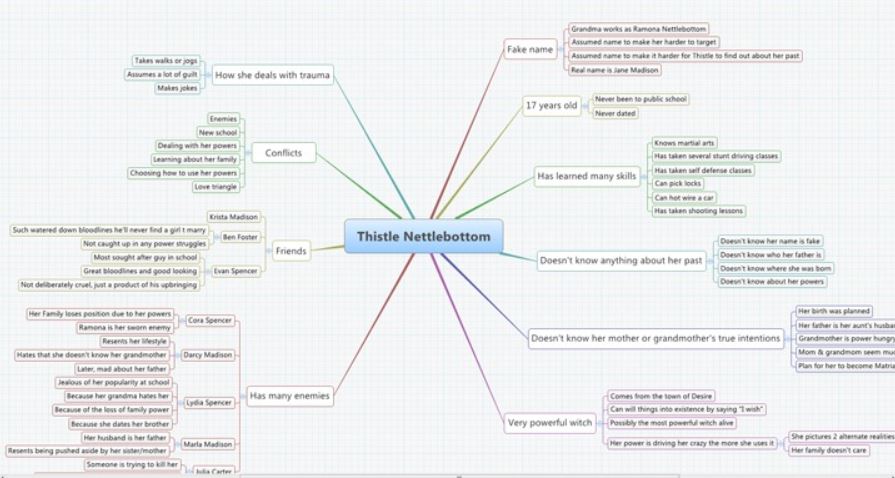 Thistle Nettlebottom
Fake name
Grandma works as Ramona Nettlebottom
Assumed name to make her harder to target
Assumed name to make it harder for Thistle to find out about her past
Real name is Jane Madison
17 years old
Never been to public school
Never dated
Has learned many skills
Knows martial arts
Has taken several stunt driving classes
Has taken self defense classes
Can pick locks
Can hot wire a car
Has taken shooting lessons
Doesn't know anything about her past
Doesn't know her name is fake
Doesn't know who her father is
Doesn't know where she was born
Doesn't know about her powers
Doesn't know her mother or grandmother's true intentions
Her birth was planned
Her father is her aunt's
Grandmother is power hungry
Mom & grandmom seem
Plan for her to become
Very powerful witch
Comes from the town of Desire
Can will things into existence by saying "I wish"
Possibly the most powerful witch alive
Her power is driving her crazy the more she uses it
She pictures 2 alternate realities
Her family doesn't care
How she deals with trauma
Takes walks or jogs
Assumes a lot of guilt
Makes jokes
Conflicts
Enemies
New school
Dealing with her powers
Learning about her family
Choosing how to use her powers
Love triangle
Friends
Krista Madison
Ben Foster
Such watered down bloodlines he'll never find a girl t marry
Not caught up in any power struggles
Evan Spencer
Most sought after guy in school
Great bloodlines and good looking
Not deliberately cruel, just a product of his upbringing
Has many enemies
Cora Spencer
Her Family loses position due to her powers
Ramona is her sworn enemy
Darcy Madison
Resents her lifestyle
Hates that she doesn't know her grandmother
Later, mad about her father
Lydia Spencer
Jealous of her popularity at school
Because her grandma hates her
Because of the loss of family power
Because she dates her brother
Marla Madison
Her husband is her father
Resents being pushed aside by her sister/mother
Julia Carter
Someone is trying to kill her